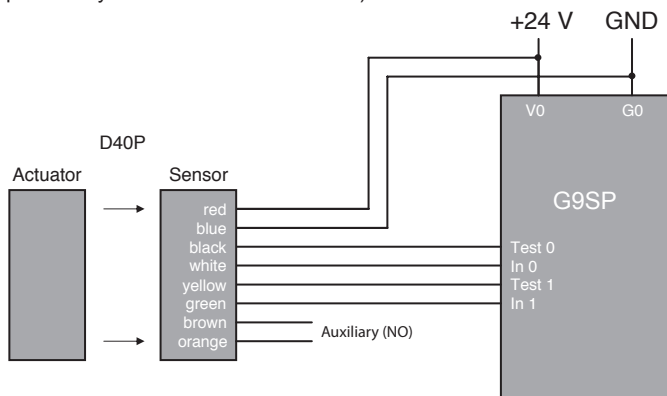 +24 V GND
V0 G0
D40P
Actuator Sensor
G9SP
red
blue
black Test 0
white In 0
yellow Test 1
green In 1
brown
Auxiliary (NO)
orange